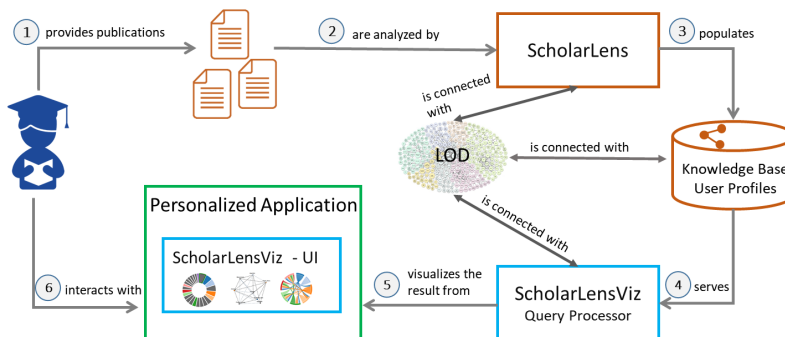 1 provides publications
2 are analyzed by
ScholarLens
3 populates
is connected
with
LOD
is connected with
Knowledge Base
User Profiles
is connected with
Personalized Application
ScholarLensViz - UI
6 interacts with
5 visualizes the
result from
ScholarLensViz
Query Processor
4 serves